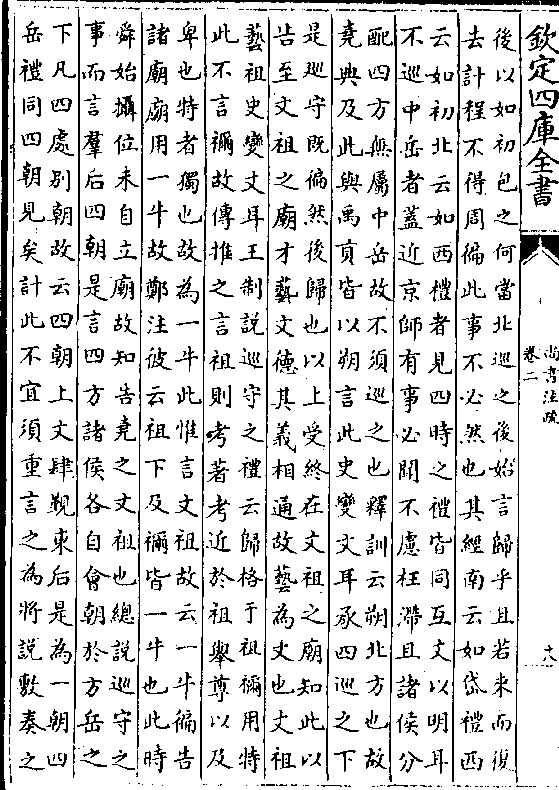 欽定四庫全書
尚書注疏
卷二
十八
後以如初包之何當北巡之後始言歸乎且若來而復
去計程不得周徧此事不必然也其經南云如岱禮西
云如初北云如西禮者見四時之禮皆同互文以明耳
不巡中岳者蓋近京師有事必聞不慮枉滯且諸侯分
配四方無屬中岳故不須巡之也釋訓云朔北方也故
堯典及此與禹貢皆以朔言此史變文耳承四巡之下
是巡守既徧然後歸也以上受終在文祖之廟知此以
告至文祖之廟才藝文德其義相通故藝為文也文祖
藝祖史變文耳王制說巡守之禮云歸格于祖禰用特
此不言禰故傳推之言祖則考著考近於祖舉尊以及
卑也特者獨也故為一牛此惟言文祖故云一牛徧告
諸廟廟用一牛故鄭注彼云祖下及禰皆一牛也此時
舜始攝位未自立廟故知告堯之文祖也總說巡守之
事而言羣后四朝是言四方諸侯各自會朝於方岳之
下凡四處別朝故云四朝上文肆覲東后是為一朝四
岳禮同四朝見矣計此不宜須重言之為將說敷奏之